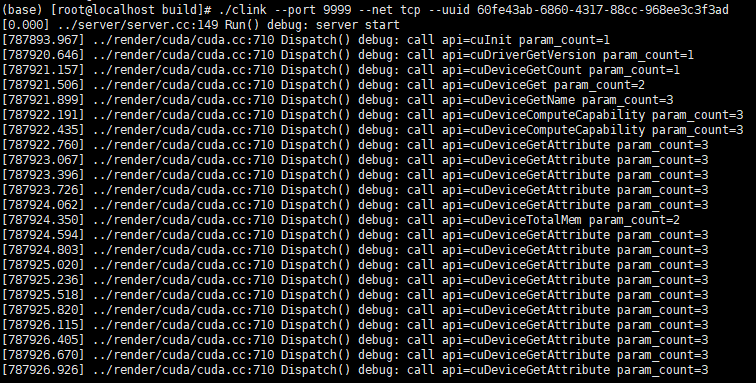 (base) [root@localhost build]# ./clink --port 9999 --net tcp --uuid 60fe43ab-6860-4317-88cc-968ee3c3f3ad
[0.000] ../server/server.cc:149 Run() debug: server start
[787893.967] ../render/cuda/cuda.cc:710 Dispatch() debug: call api=cuInit param_count=1
[787920.646] ../render/cuda/cuda.cc:710 Dispatch() debug: call api=cuDriverGetVersion param_count=1
[787921.157] ../render/cuda/cuda.cc:710 Dispatch() debug: call api=cuDeviceGetCount param_count=1
[787921.506] ../render/cuda/cuda.cc:710 Dispatch() debug: call api=cuDeviceGet param_count=2
[787921.899] ../render/cuda/cuda.cc:710 Dispatch() debug: call api=cuDeviceGetName param_count=3
[787922.191] ../render/cuda/cuda.cc:710 Dispatch() debug: call api=cuDeviceComputeCapability param_count=3
[787922.435] ../render/cuda/cuda.cc:710 Dispatch() debug: call api=cuDeviceComputeCapability param_count=3
[787922.760] ../render/cuda/cuda.cc:710 Dispatch() debug: call api=cuDeviceGetAttribute param_count=3
[787923.067] ../render/cuda/cuda.cc:710 Dispatch() debug: call api=cuDeviceGetAttribute param_count=3
[787923.396] ../render/cuda/cuda.cc:710 Dispatch() debug: call api=cuDeviceGetAttribute param_count=3
[787923.726] ../render/cuda/cuda.cc:710 Dispatch() debug: call api=cuDeviceGetAttribute param_count=3
[787924.062] ../render/cuda/cuda.cc:710 Dispatch() debug: call api=cuDeviceGetAttribute param_count=3
[787924.350] ../render/cuda/cuda.cc:710 Dispatch() debug: call api=cuDeviceTotalMem param_count=2
[787924.594] ../render/cuda/cuda.cc:710 Dispatch() debug: call api=cuDeviceGetAttribute param_count=3
[787924.803] ../render/cuda/cuda.cc:710 Dispatch() debug: call api=cuDeviceGetAttribute param_count=3
[787925.020] ../render/cuda/cuda.cc:710 Dispatch() debug: call api=cuDeviceGetAttribute param_count=3
[787925.236] ../render/cuda/cuda.cc:710 Dispatch() debug: call api=cuDeviceGetAttribute param_count=3
[787925.518] ../render/cuda/cuda.cc:710 Dispatch() debug: call api=cuDeviceGetAttribute param_count=3
[787925.820] ../render/cuda/cuda.cc:710 Dispatch() debug: call api=cuDeviceGetAttribute param_count=3
[787926.115] ../render/cuda/cuda.cc:710 Dispatch() debug: call api=cuDeviceGetAttribute param_count=3
[787926.405] ../render/cuda/cuda.cc:710 Dispatch() debug: call api=cuDeviceGetAttribute param_count=3
[787926.670] ../render/cuda/cuda.cc:710 Dispatch() debug: call api=cuDeviceGetAttribute param_count=3
[787926.926] ../render/cuda/cuda.cc:710 Dispatch() debug: call api=cuDeviceGetAttribute param_count=3